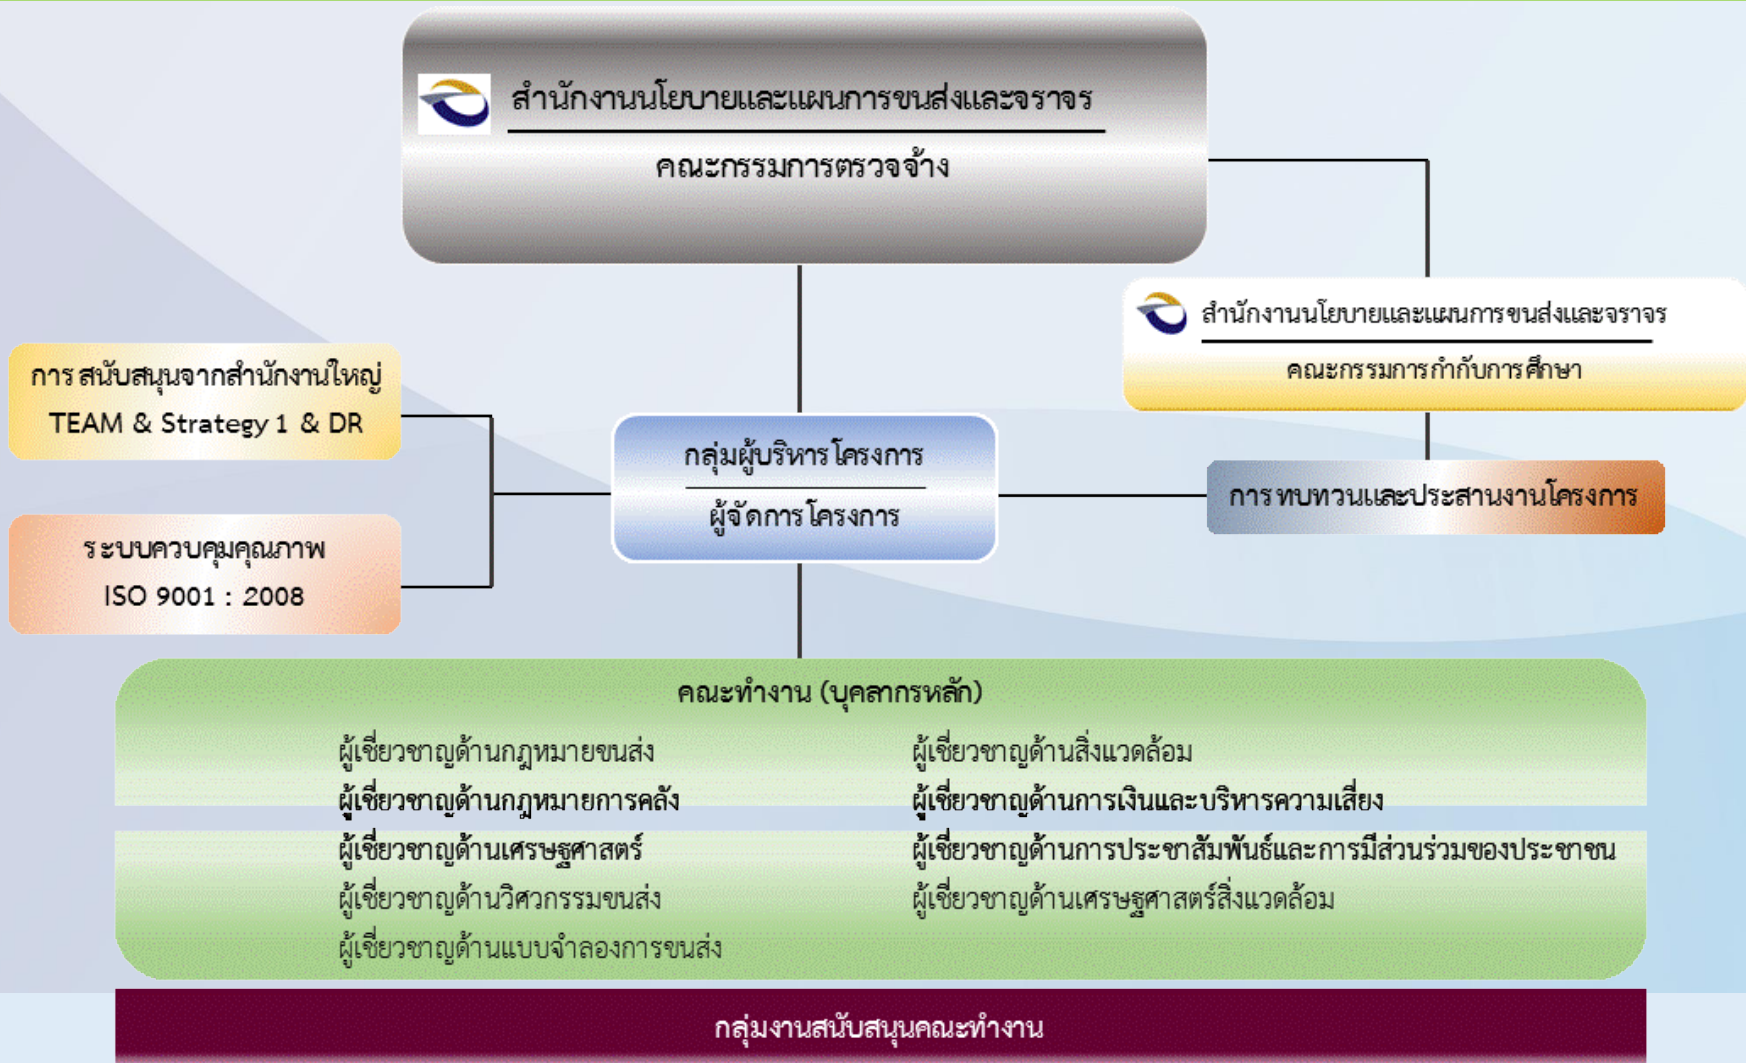 สำนักงานนโยบายและแผนการขนส่งและจราจร
คณะกรรมการตรวจจ้าง
สำนักงานนโยบายและแผนการขนส่งและจราจร
คณะกรรมการกำกับการศึกษา
การสนับสนุนจากสำนักงานใหญ่
TEAM & Strategy 1 & DR
กลุ่มผู้บริหารโครงการ
ผู้จัดการโครงการ
การทบทวนและประสานงานโครงการ
ระบบควบคุมคุณภาพ
ISO 9001 : 2008
คณะทำงาน (บุคลากรหลัก)
ผู้เชี่ยวชาญด้านกฎหมายขนส่ง
ผู้เชี่ยวชาญด้านกฎหมายการคลัง
ผู้เชี่ยวชาญด้านเศรษฐศาสตร์
ผู้เชี่ยวชาญด้านวิศวกรรมขนส่ง
ผู้เชี่ยวชาญด้านแบบจำลองการขนส่ง
ผู้เชี่ยวชาญด้านสิ่งแวดล้อม
ผู้เชี่ยวชาญด้านการเงินและบริหารความเสี่ยง
ผู้เชี่ยวชาญด้านการประชาสัมพันธ์และการมีส่วนร่วมของประชาชน
ผู้เชี่ยวชาญด้านเศรษฐศาสตร์สิ่งแวดล้อม
กลุ่มงานสนับสนุนคณะทำงาน